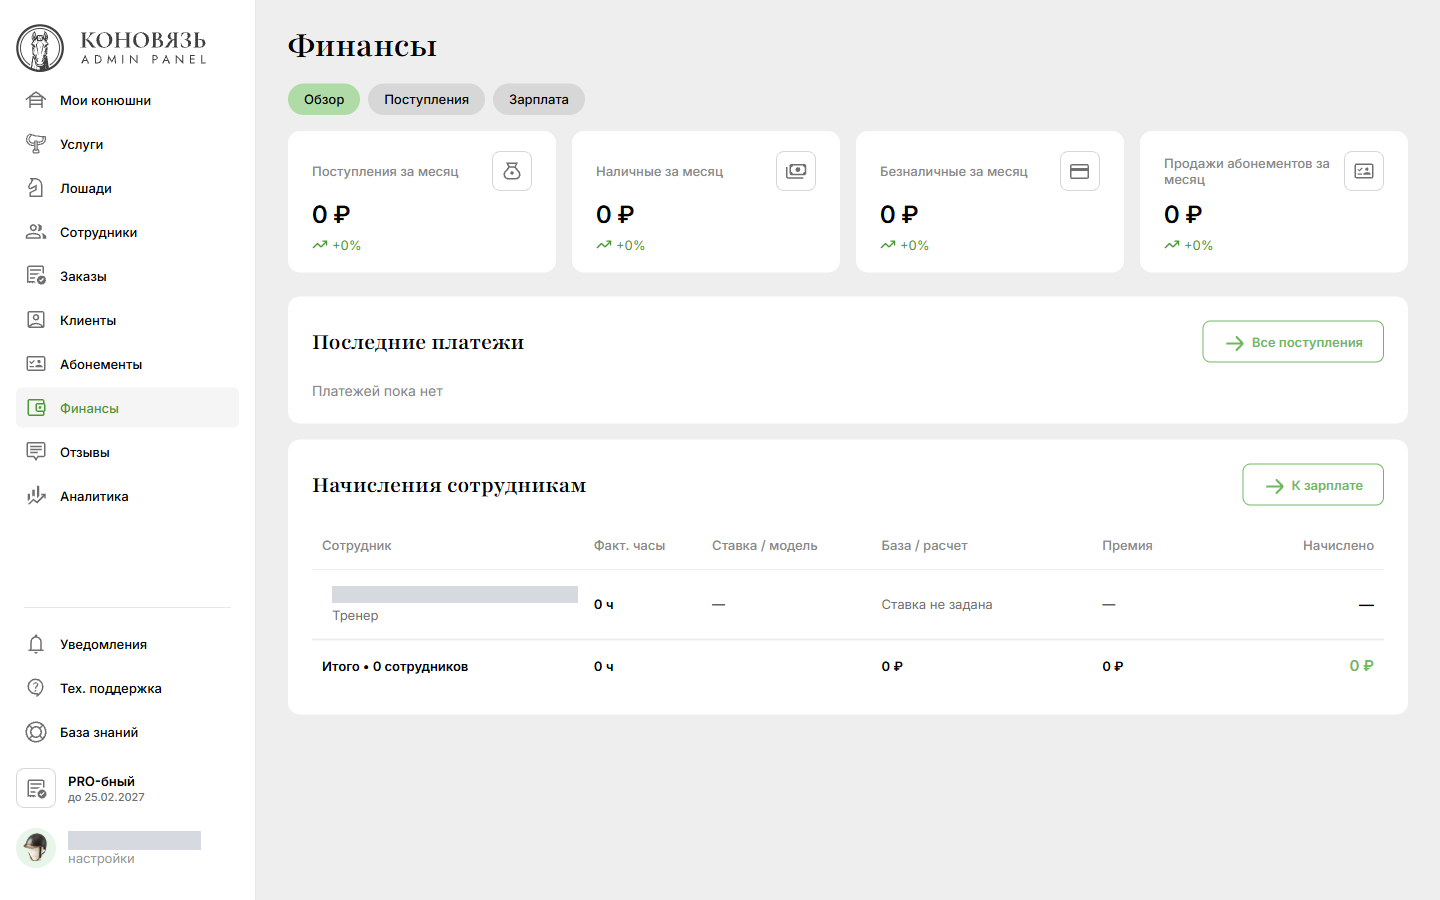 КОНОВЯЗЬ
ADMIN PANEL
Мои конюшни
Услуги
Лошади
Сотрудники
Заказы
Клиенты
Абонементы
Финансы
Отзывы
Аналитика
Уведомления
Тех. поддержка
База знаний
PRO-бный
до 25.02.2027
настройки
Финансы
Обзор
Поступления
Зарплата
Поступления за месяц
0 ₽
+0%
Наличные за месяц
0 ₽
+0%
Безналичные за месяц
0 ₽
+0%
Продажи абонементов за
месяц
0 ₽
+0%
Последние платежи
Все поступления
Платежей пока нет
Начисления сотрудникам
К зарплате
Сотрудник Факт. часы Ставка / модель База / расчет Премия Начислено
Тренер 0 ч — Ставка не задана — —
Итого • 0 сотрудников 0 ч 0 ₽ 0 ₽ 0 ₽